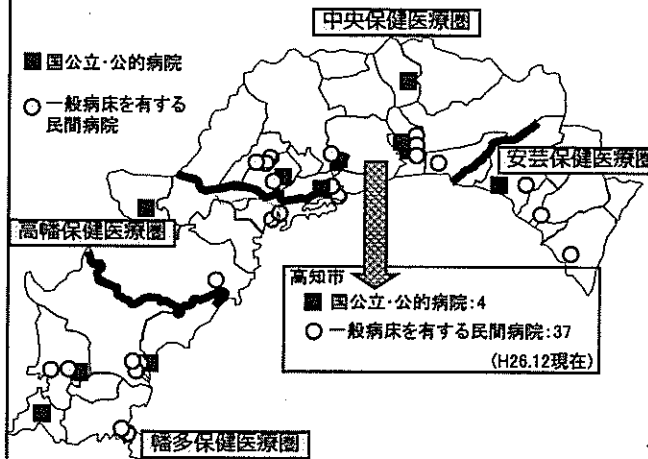 中央保健医療圏
■ 国公立・公的病院
○ 一般病床を有する
民間病院
安芸保健医療圏
高幡保健医療圏
高知市
■ 国公立・公的病院:4
○ 一般病床を有する民間病院:37
(H26.12現在)
幡多保健医療圏